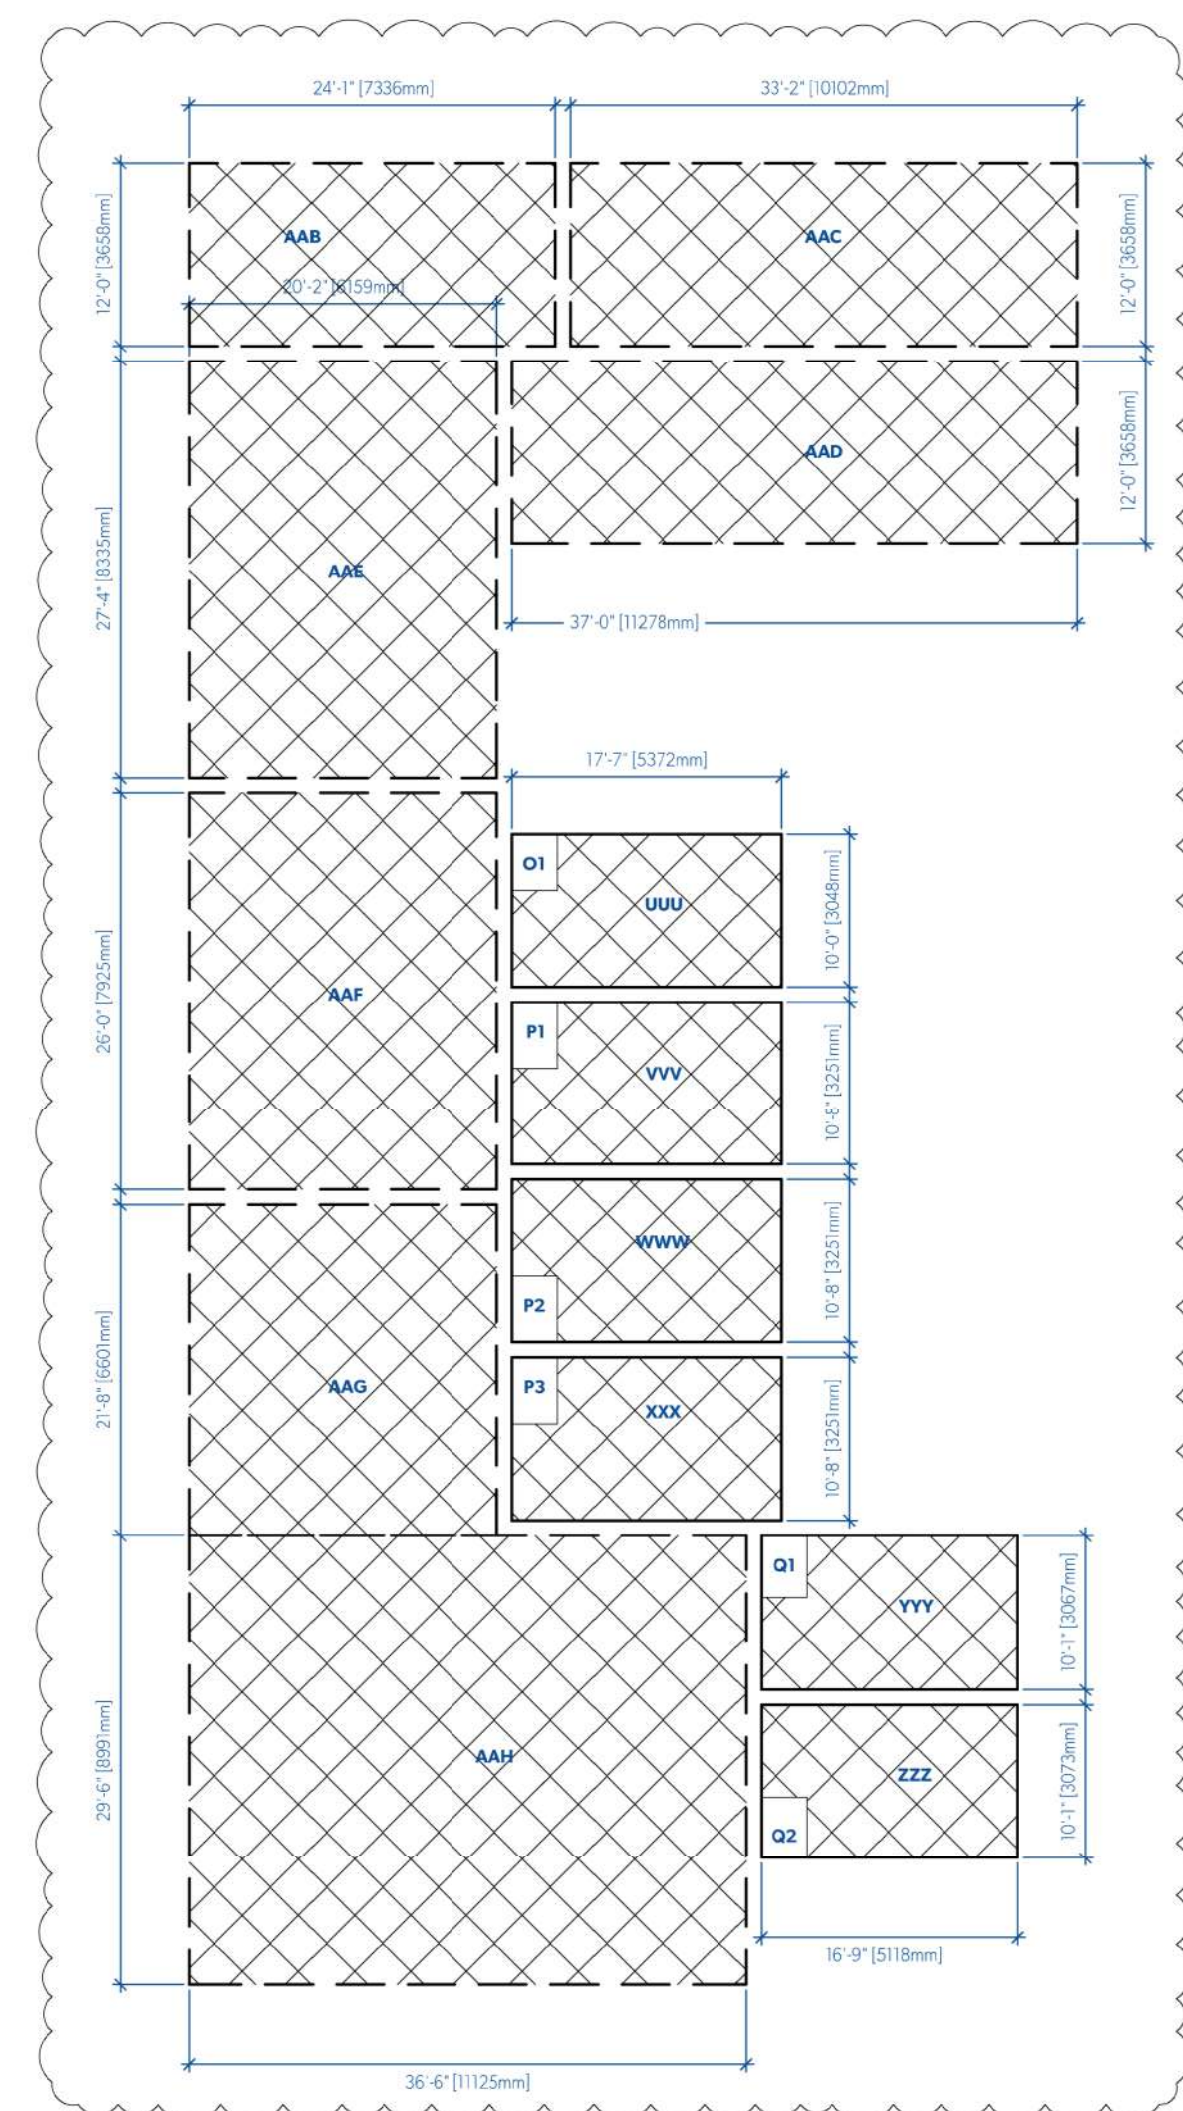 24'-1" [7336mm]
33'-2" [10102mm]
12'-0" [3658mm]
AAB
AAC
12'-0" [3658mm]
20'-2" [6159mm]
27'-4" [8335mm]
AAD
12'-0" [3658mm]
AAE
37'-0" [11278mm]
17'-7" [5372mm]
O1
UUU
10'-0" [3048mm]
26'-0" [7925mm]
AAF
P1
VVV
10'-8" [3251mm]
WWW
P2
10'-8" [3251mm]
21'-8" [6601mm]
AAG
P3
XXX
10'-8" [3251mm]
Q1
YYY
10'-1" [3067mm]
29'-6" [8991mm]
AAH
ZZZ
Q2
10'-1" [3073mm]
16'-9" [5118mm]
36'-6" [11125mm]